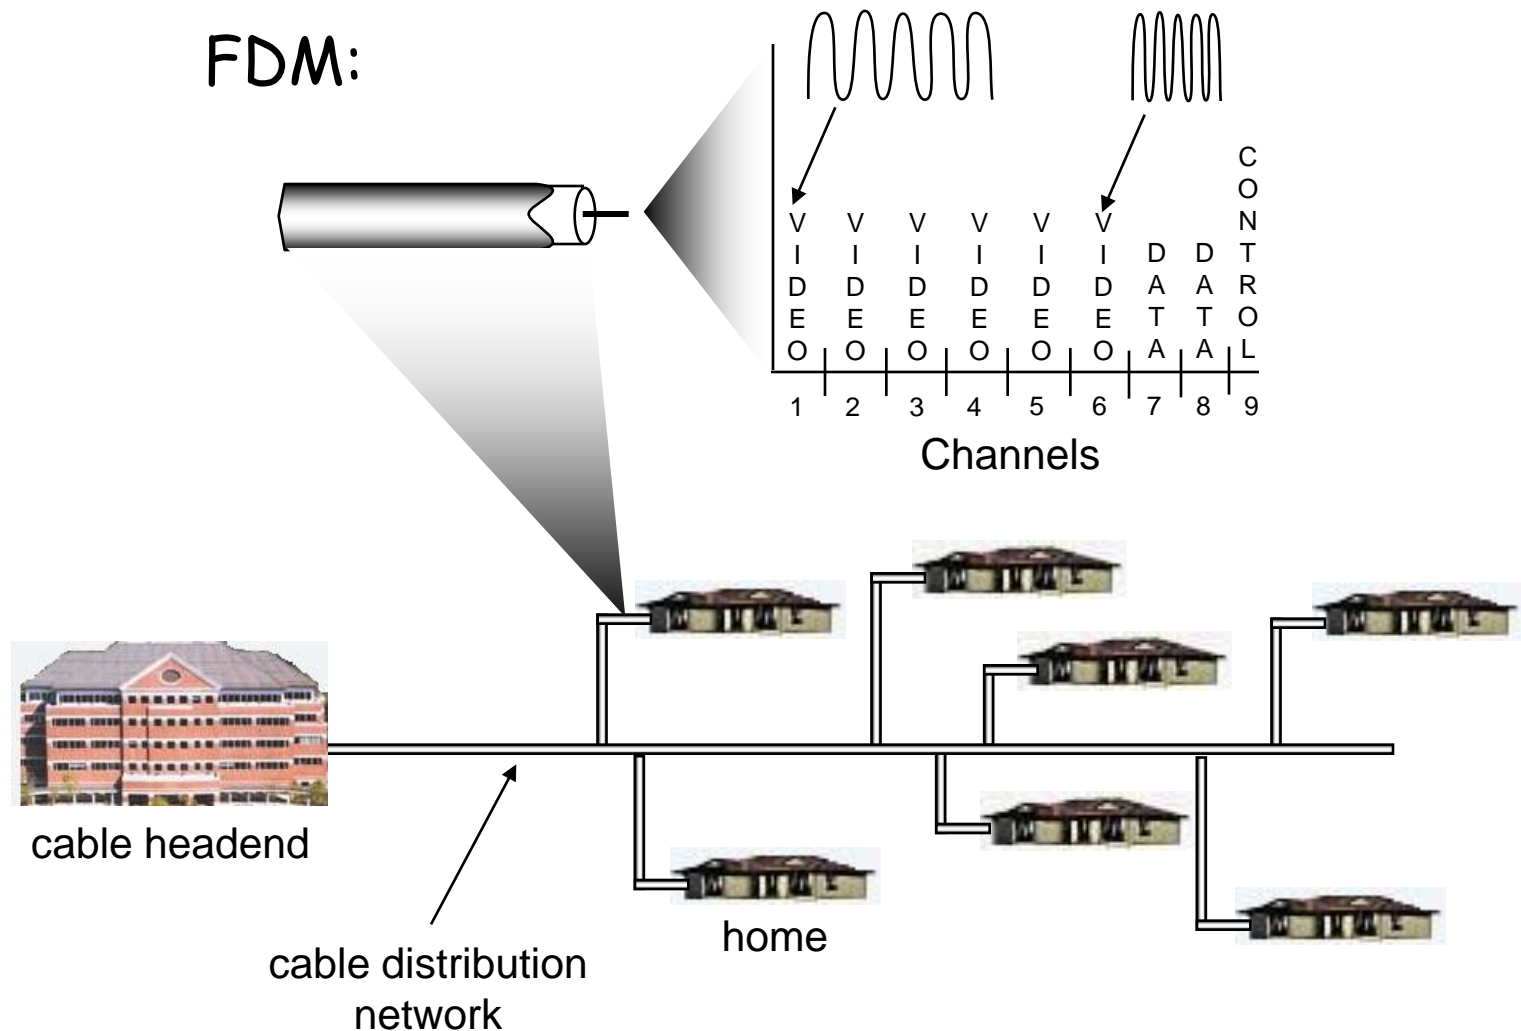 FDM:
VIDEO VIDEO VIDEO VIDEO VIDEO VIDEO DATA DATA CONTROL
1 2 3 4 5 6 7 8 9
Channels
cable headend
home
cable distribution
network